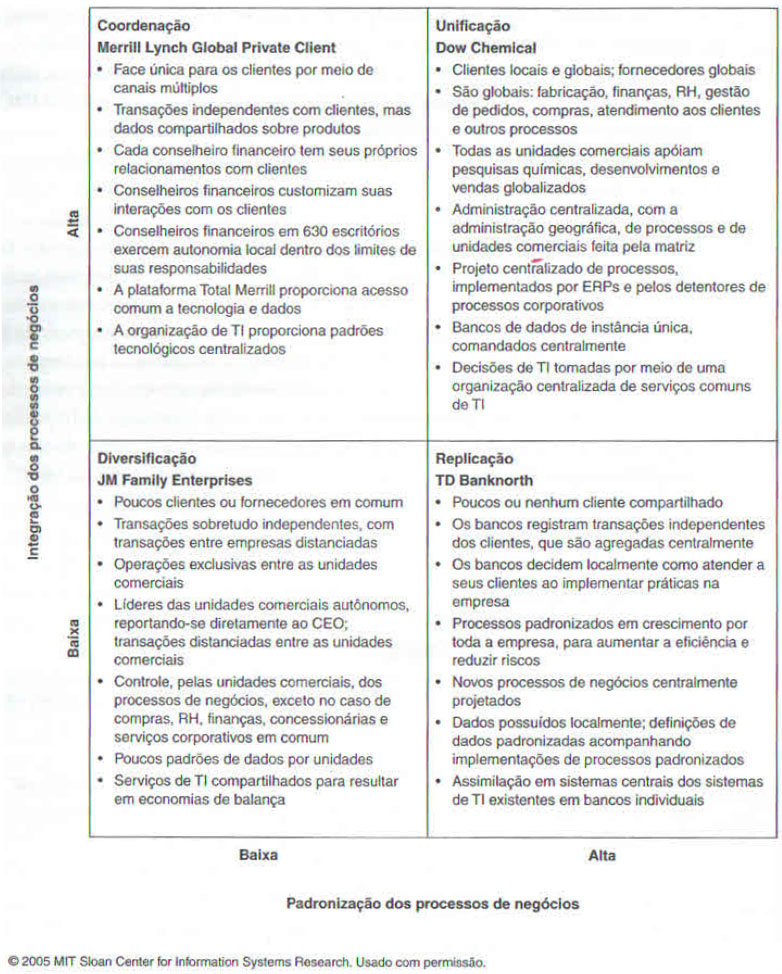 Coordenação
Merrill Lynch Global Private Client
• Face única para os clientes por meio de
canais múltiplos
• Transações independentes com clientes, mas
dados compartilhados sobre produtos
• Cada conselheiro financeiro tem seus próprios
relacionamentos com clientes
• Conselheiros financeiros customizam suas
interações com os clientes
• Conselheiros financeiros em 630 escritórios
exercem autonomia local dentro dos limites de
suas responsabilidades
• A plataforma Total Merrill proporciona acesso
comum a tecnologia e dados
• A organização de TI proporciona padrões
tecnológicos centralizados
Unificação
Dow Chemical
• Clientes locais e globais; fornecedores globais
• São globais: fabricação, finanças, RH, gestão
de pedidos, compras, atendimento aos clientes
e outros processos
• Todas as unidades comerciais apóiam
pesquisas químicas, desenvolvimentos e
vendas globalizados
• Administração centralizada, com a
administração geográfica, de processos e de
unidades comerciais feita pela matriz
• Projeto centralizado de processos,
implementados por ERPs e pelos detentores de
processos corporativos
• Bancos de dados de instância única,
comandados centralmente
• Decisões de TI tomadas por meio de uma
organização centralizada de serviços comuns
de TI
Alta
Integração dos processos de negócios
Baixa
Diversificação
JM Family Enterprises
• Poucos clientes ou fornecedores em comum
• Transações sobretudo independentes, com
transações entre empresas distanciadas
• Operações exclusivas entre as unidades
comerciais
• Líderes das unidades comerciais autônomos,
reportando-se diretamente ao CEO;
transações distanciadas entre as unidades
comerciais
• Controle, pelas unidades comerciais, dos
processos de negócios, exceto no caso de
compras, RH, finanças, concessionárias e
serviços corporativos em comum
• Poucos padrões de dados por unidades
• Serviços de TI compartilhados para resultar
em economias de balança
Replicação
TD Banknorth
• Poucos ou nenhum cliente compartilhado
• Os bancos registram transações independentes
dos clientes, que são agregadas centralmente
• Os bancos decidem localmente como atender a
seus clientes ao implementar práticas na
empresa
• Processos padronizados em crescimento por
toda a empresa, para aumentar a eficiência e
reduzir riscos
• Novos processos de negócios centralmente
projetados
• Dados possuídos localmente; definições de
dados padronizadas acompanhando
implementações de processos padronizados
• Assimilação em sistemas centrais dos sistemas
de TI existentes em bancos individuais
Baixa
Alta
Padronização dos processos de negócios
© 2005 MIT Sloan Center for Information Systems Research. Usado com permissão.